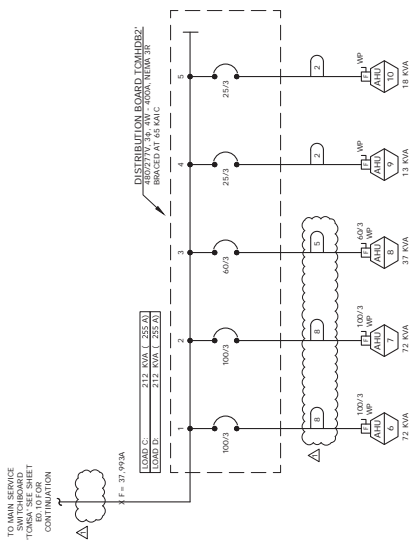 TO MAIN SERVICE
SWITCHBOARD
'TCMSA' SEE SHEET
E0.10 FOR
CONTINUATION
1
X F = 37,993A
LOAD C: 212 KVA ( 255 A)
LOAD D: 212 KVA ( 255 A)
DISTRIBUTION BOARD TCMHDB2'
480/277V, 3φ, 4W - 400A, NEMA 3R
BRACED AT 65 KAIC
1
2
3
4
5
100/3
100/3
60/3
25/3
25/3
1
8
8
5
2
2
100/3
F
WP
AHU
6
72 KVA
100/3
F
WP
AHU
7
72 KVA
60/3
F
WP
AHU
8
37 KVA
F
WP
AHU
9
13 KVA
F
WP
AHU
10
18 KVA